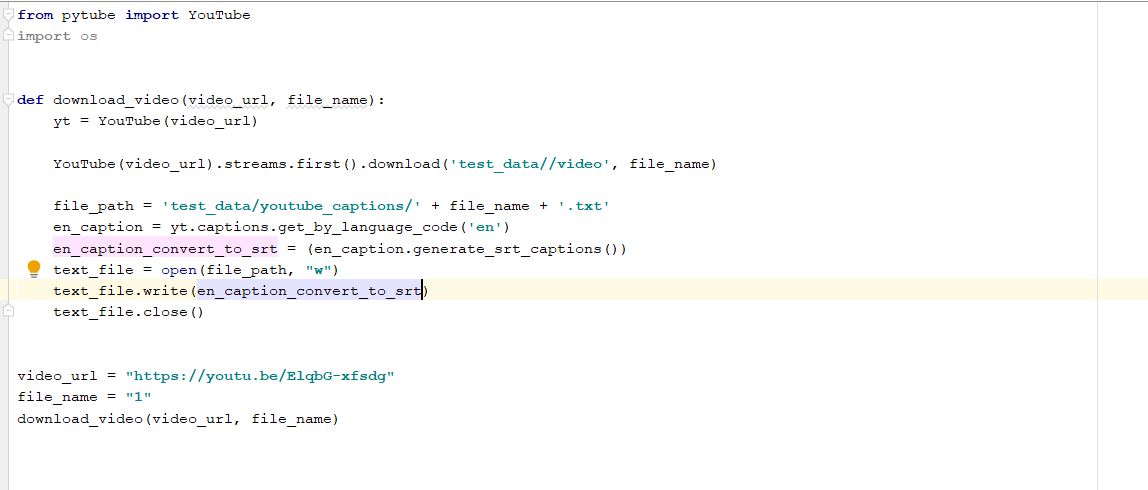 from pytube import YouTube
import os
def download_video(video_url, file_name):
    yt = YouTube(video_url)
    YouTube(video_url).streams.first().download('test_data//video', file_name)
    file_path = 'test_data/youtube_captions/' + file_name + '.txt'
    en_caption = yt.captions.get_by_language_code('en')
    en_caption_convert_to_srt = (en_caption.generate_srt_captions())
    text_file = open(file_path, "w")
    text_file.write(en_caption_convert_to_srt)
    text_file.close()
video_url = "https://youtu.be/ElqbG-xfsdg"
file_name = "1"
download_video(video_url, file_name)